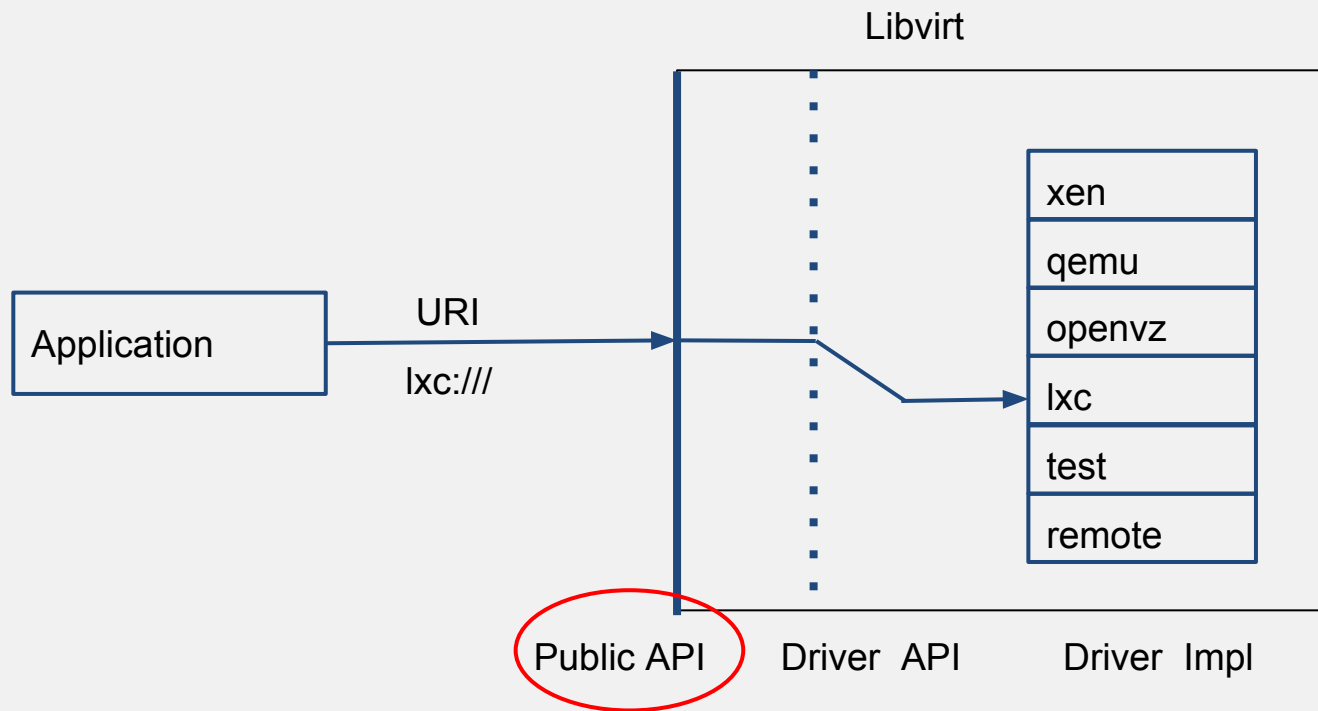 Libvirt
Application
URI
lxc:///
xen
qemu
openvz
lxc
test
remote
Public API
Driver API
Driver Impl